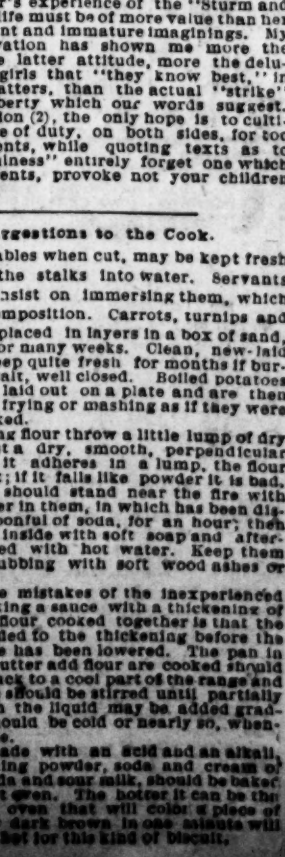 r's experience of the "Sturm and
life must be of more value than her
nt and immature imaginings. My
vation has shown me more the
e latter attitude, more the delu-
girls that "they know best," in
atters, than the actual "strike"
perty which our words suggest.
ion (2), the only hope is to culti-
e of duty, on both sides, for too
ents, while quoting texts as to
iness" entirely forget one which
ents, provoke not your children
ggestions to the Cook.
ables when cut, may be kept fresh
the stalks into water. Servants
nsist on immersing them, which
mposition. Carrots, turnips and
placed in layers in a box of sand,
or many weeks. Clean, new-laid
eep quite fresh for months if bur-
alt, well closed. Boiled potatoes
laid out on a plate and are then
frying or mashing as if they were
ked.
ng flour throw a little lump of dry
t a dry, smooth, perpendicular
it adheres in a lump, the flour
; if it falls like powder it is bad.
should stand near the fire with
er in them, in which has been dis-
oonful of soda, for an hour; then
inside with soft soap and after-
ed with hot water. Keep them
ubbing with soft wood ashes or
e mistakes of the inexperienced
king a sauce with a thickening of
flour cooked together is that the
ded to the thickening before the
e has been lowered. The pan in
utter add flour are cooked should
ack to a cool part of the range and
s should be stirred until partially
n the liquid may be added grad-
ould be cold or nearly so, when-
e.
ade with an acid and an alkali,
ing powder, soda and cream of
da and sour milk, should be baked
t oven. The hotter it can be the
oven that will color a piece of
dark brown in one minute will
hot for this kind of biscuit.